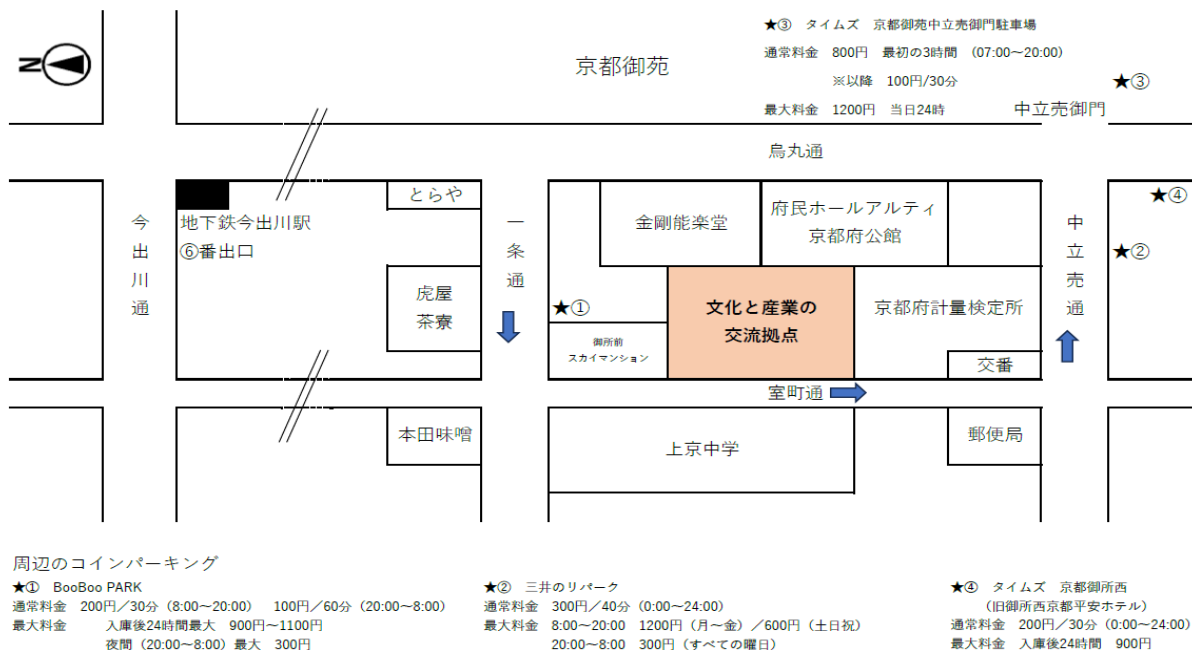 ★③ タイムズ 京都御苑中立売御門駐車場
通常料金 800円 最初の3時間 (07:00~20:00)
※以降 100円/30分
最大料金 1200円 当日24時
N
京都御苑
★③
中立売御門
烏丸通
今出川通
地下鉄今出川駅
⑥番出口
とらや
虎屋
茶寮
一条通
金剛能楽堂
府民ホールアルティ
京都府公館
中立売通
★④
★②
★①
御所前
スカイマンション
文化と産業の
交流拠点
京都府計量検定所
交番
室町通
本田味噌
上京中学
郵便局
周辺のコインパーキング
★① BooBoo PARK
通常料金 200円/30分(8:00~20:00) 100円/60分(20:00~8:00)
最大料金 入庫後24時間最大 900円~1100円
夜間(20:00~8:00)最大 300円
★② 三井のリパーク
通常料金 300円/40分(0:00~24:00)
最大料金 8:00~20:00 1200円(月~金)/600円(土日祝)
20:00~8:00 300円(すべての曜日)
★④ タイムズ 京都御所西
(旧御所西京都平安ホテル)
通常料金 200円/30分(0:00~24:00)
最大料金 入庫後24時間 900円